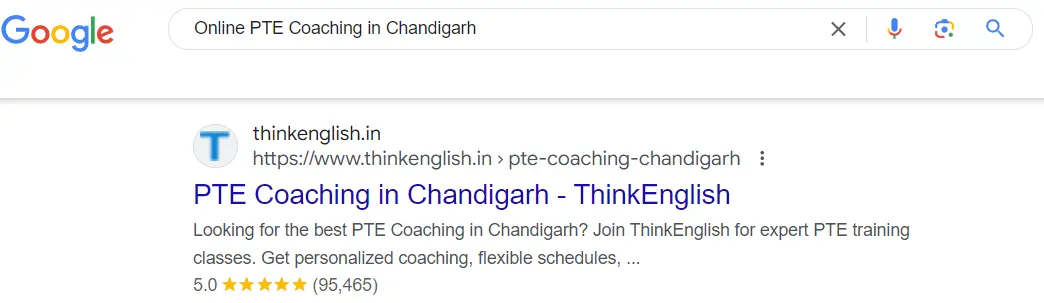 Google
Online PTE Coaching in Chandigarh
T
thinkenglish.in
https://www.thinkenglish.in › pte-coaching-chandigarh
PTE Coaching in Chandigarh - ThinkEnglish
Looking for the best PTE Coaching in Chandigarh? Join ThinkEnglish for expert PTE training
classes. Get personalized coaching, flexible schedules, ...
5.0 ★★★★★ (95,465)